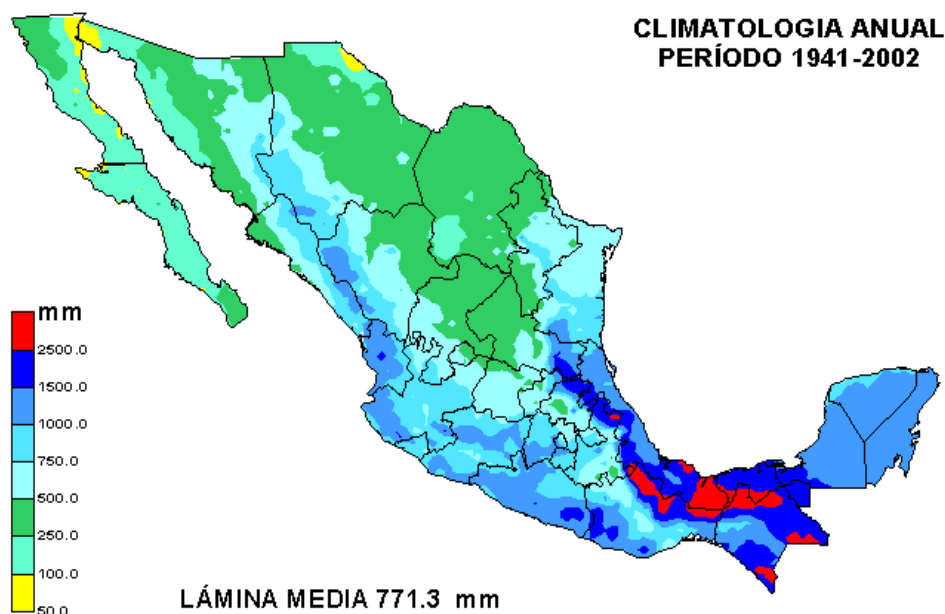 CLIMATOLOGIA ANUAL
PERÍODO 1941-2002
mm
2500.0
1500.0
1000.0
750.0
500.0
250.0
100.0
50.0
LÁMINA MEDIA 771.3 mm